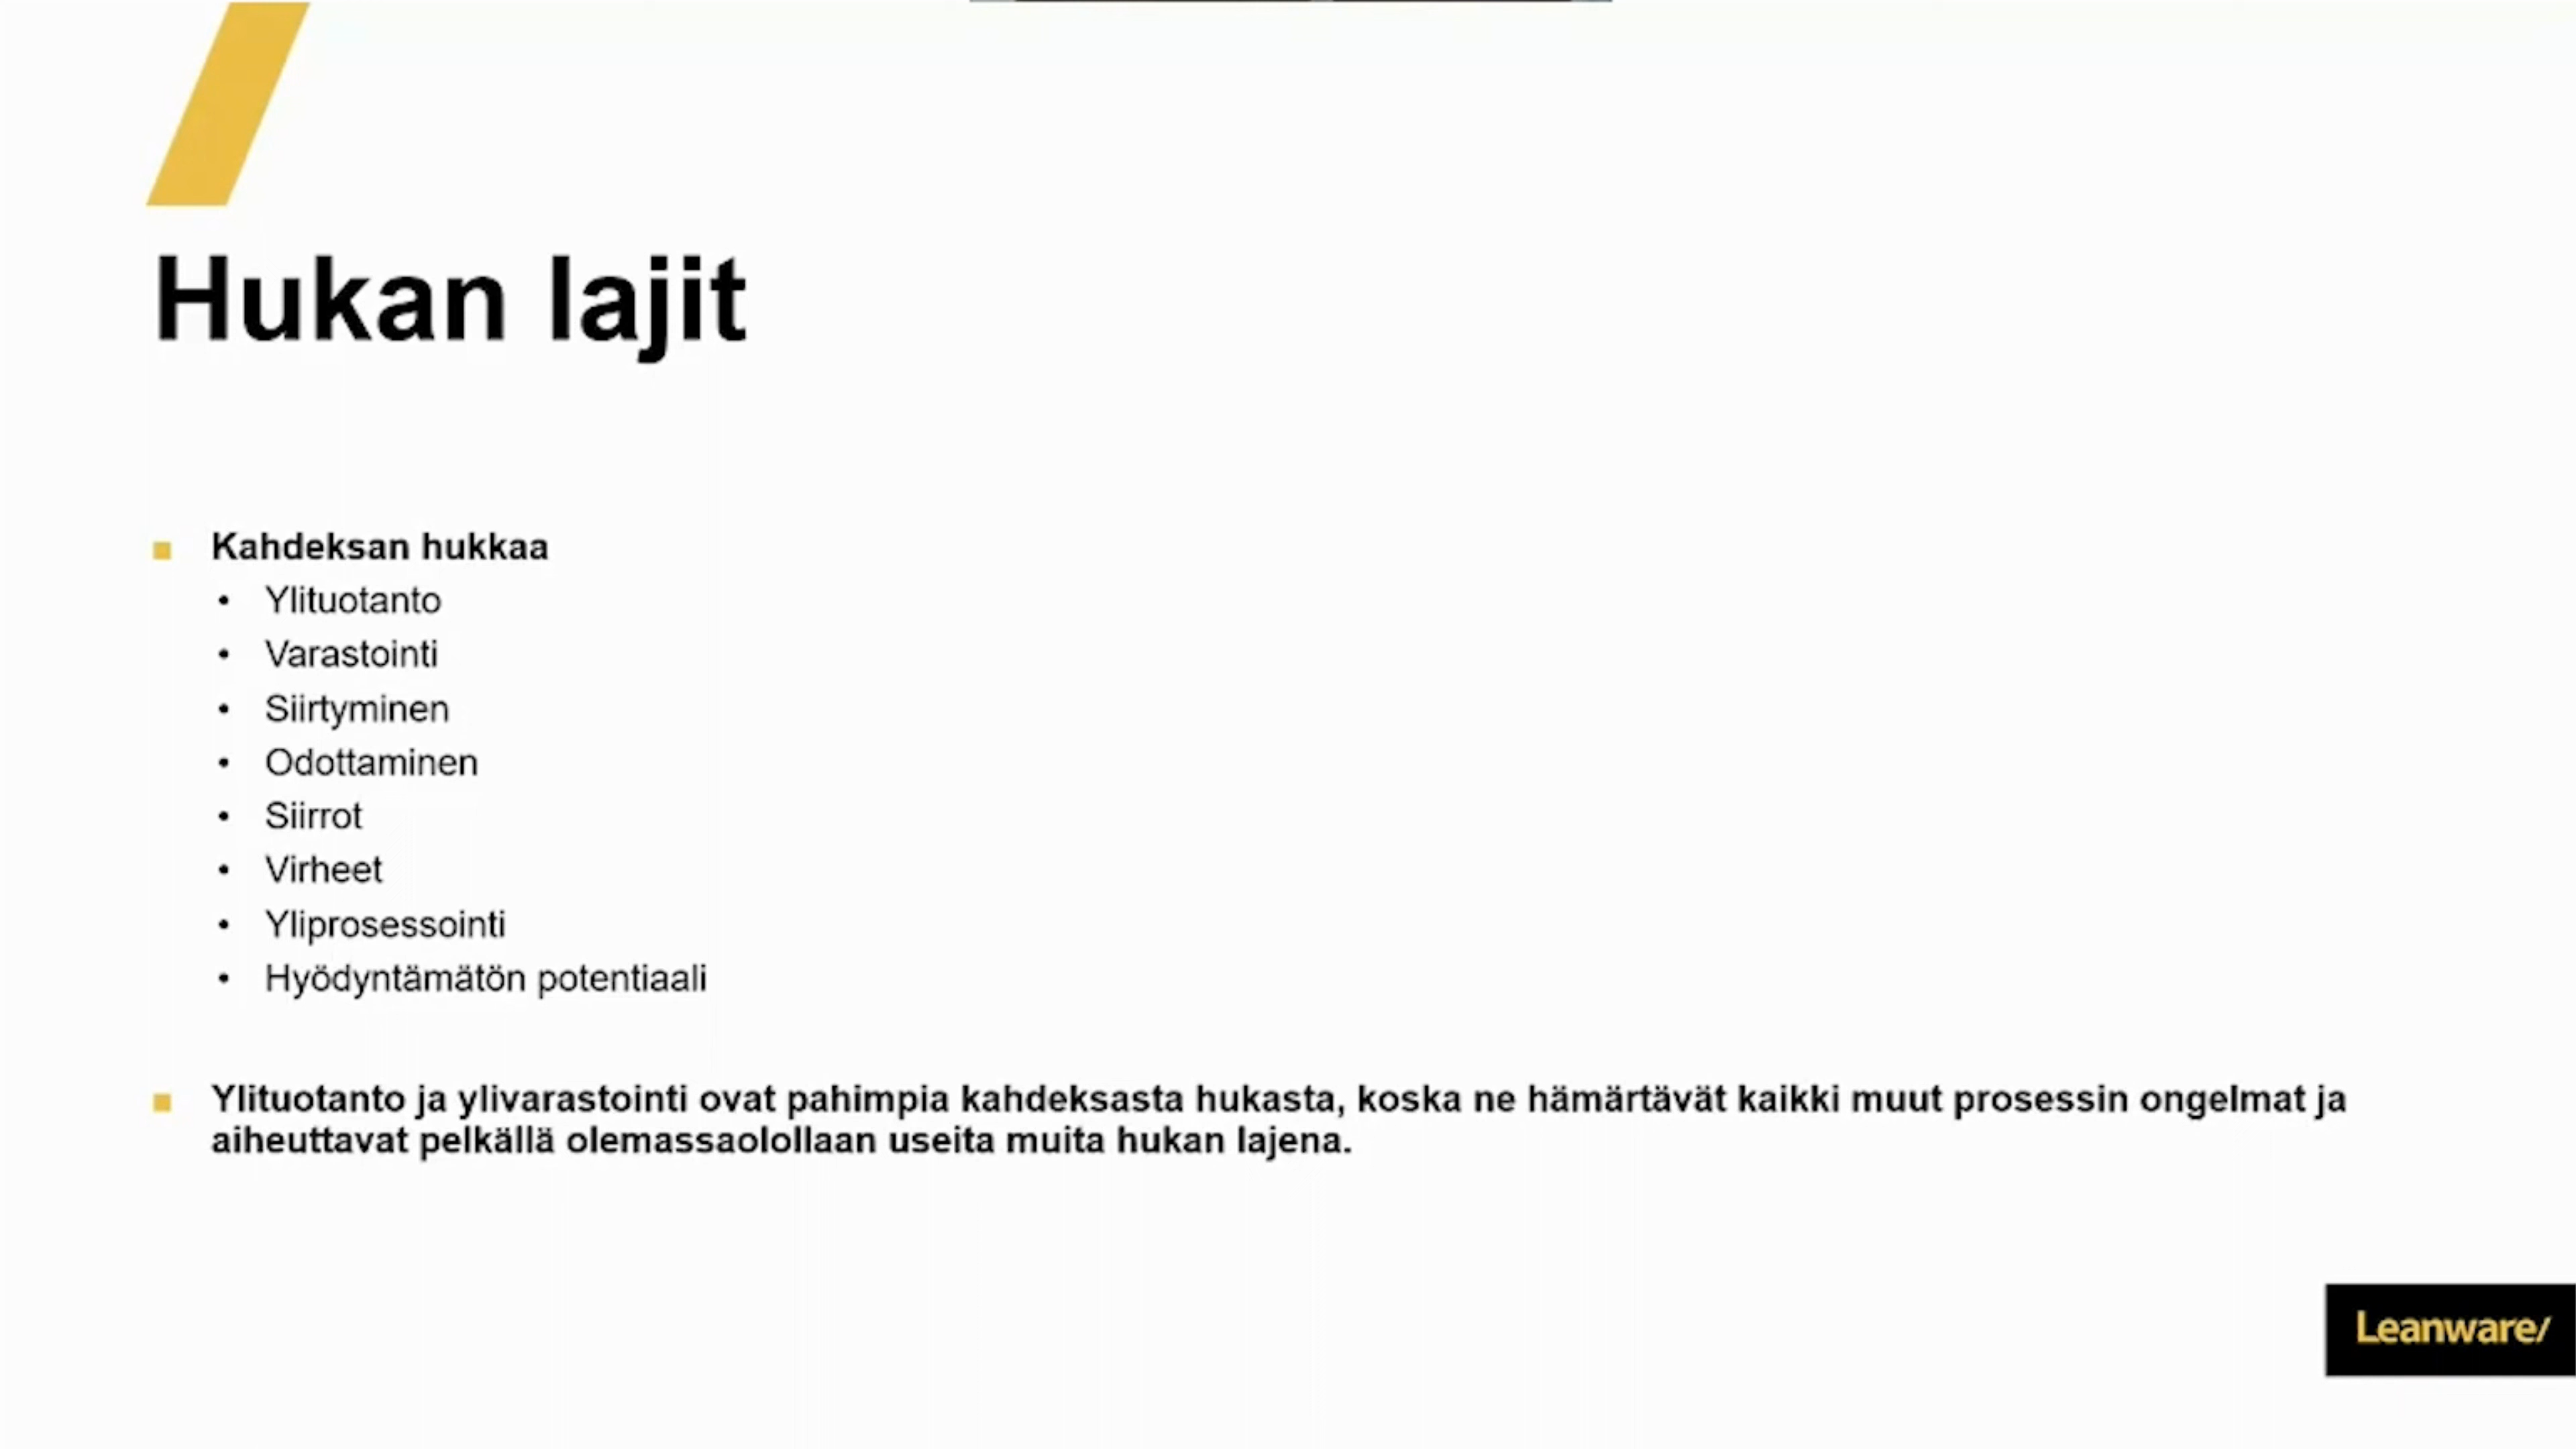 Hukan lajit
Kahdeksan hukkaa
Ylituotanto
Varastointi
Siirtyminen
Odottaminen
Siirrot
Virheet
Yliprosessointi
Hyödyntämätön potentiaali
Ylituotanto ja ylivarastointi ovat pahimpia kahdeksasta hukasta, koska ne hämärtävät kaikki muut prosessin ongelmat ja
aiheuttavat pelkällä olemassaolollaan useita muita hukan lajena.
Leanware/